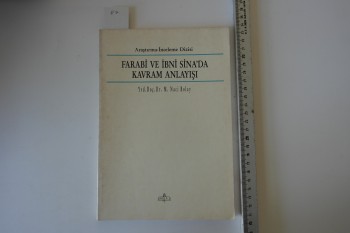 Araştırma-İnceleme Dizisi
FARABİ VE İBNİ SİNA'DA
KAVRAM ANLAYIŞI
Yrd.Doç.Dr. M. Naci Bolay